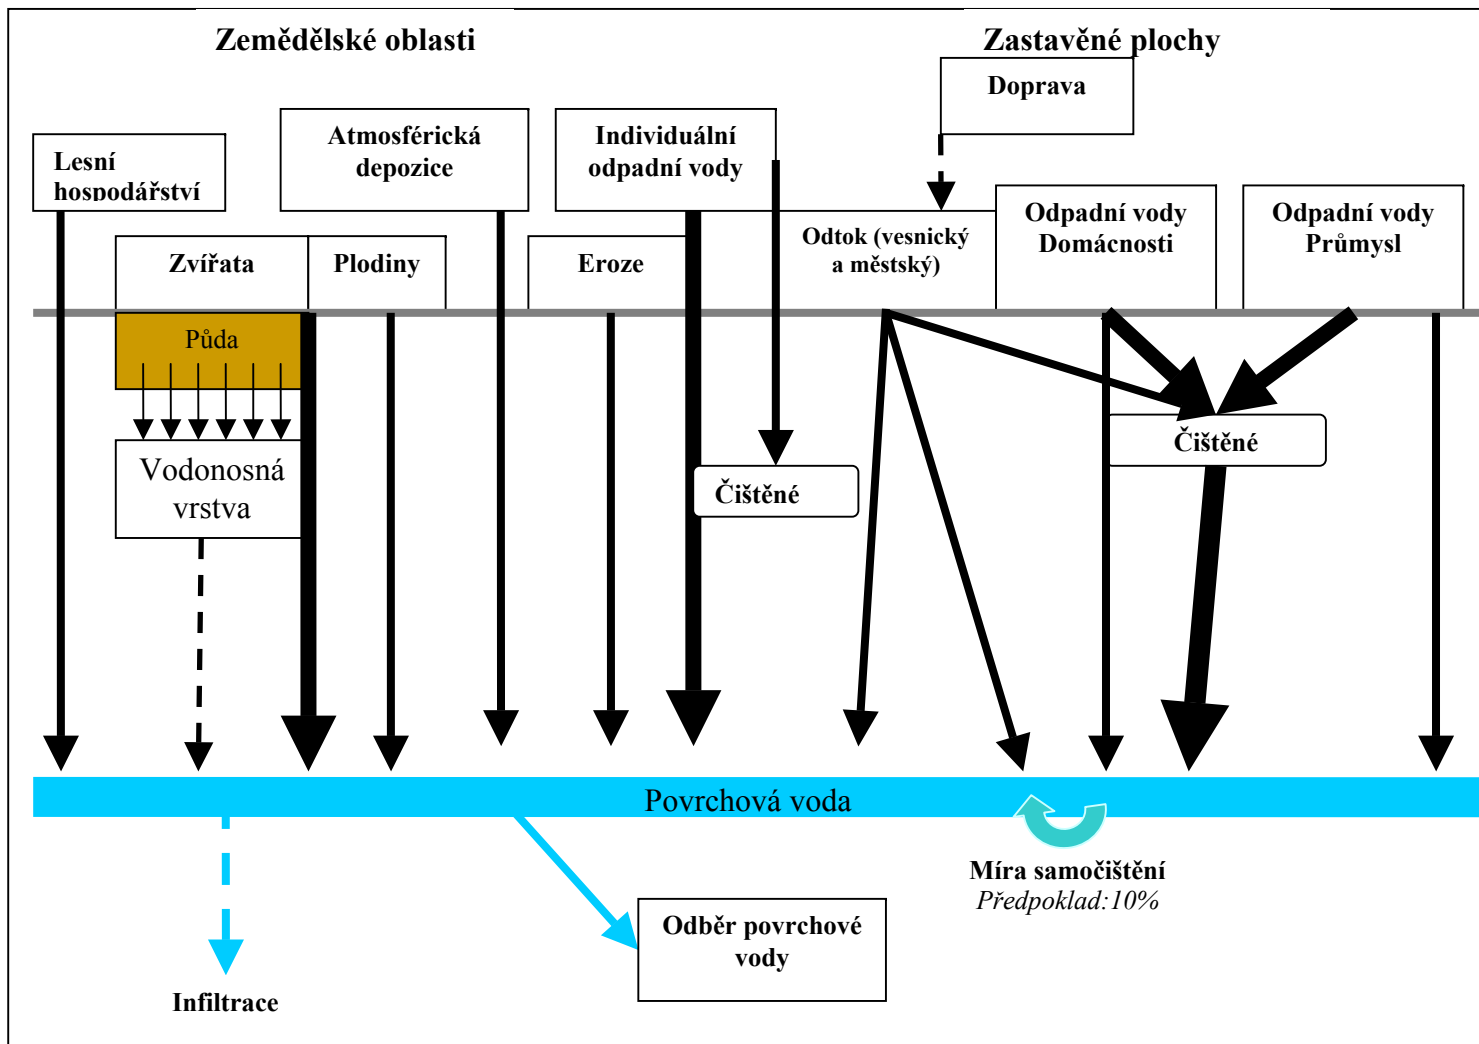 Zemědělské oblasti
Zastavěné plochy
Doprava
Lesní
hospodářství
Atmosférická
depozice
Individuální
odpadní vody
Odtok (vesnický
a městský)
Odpadní vody
Domácnosti
Odpadní vody
Průmysl
Zvířata
Plodiny
Eroze
Půda
Vodonosná
vrstva
Čištěné
Čištěné
Povrchová voda
Míra samočištění
Předpoklad:10%
Odběr povrchové
vody
Infiltrace